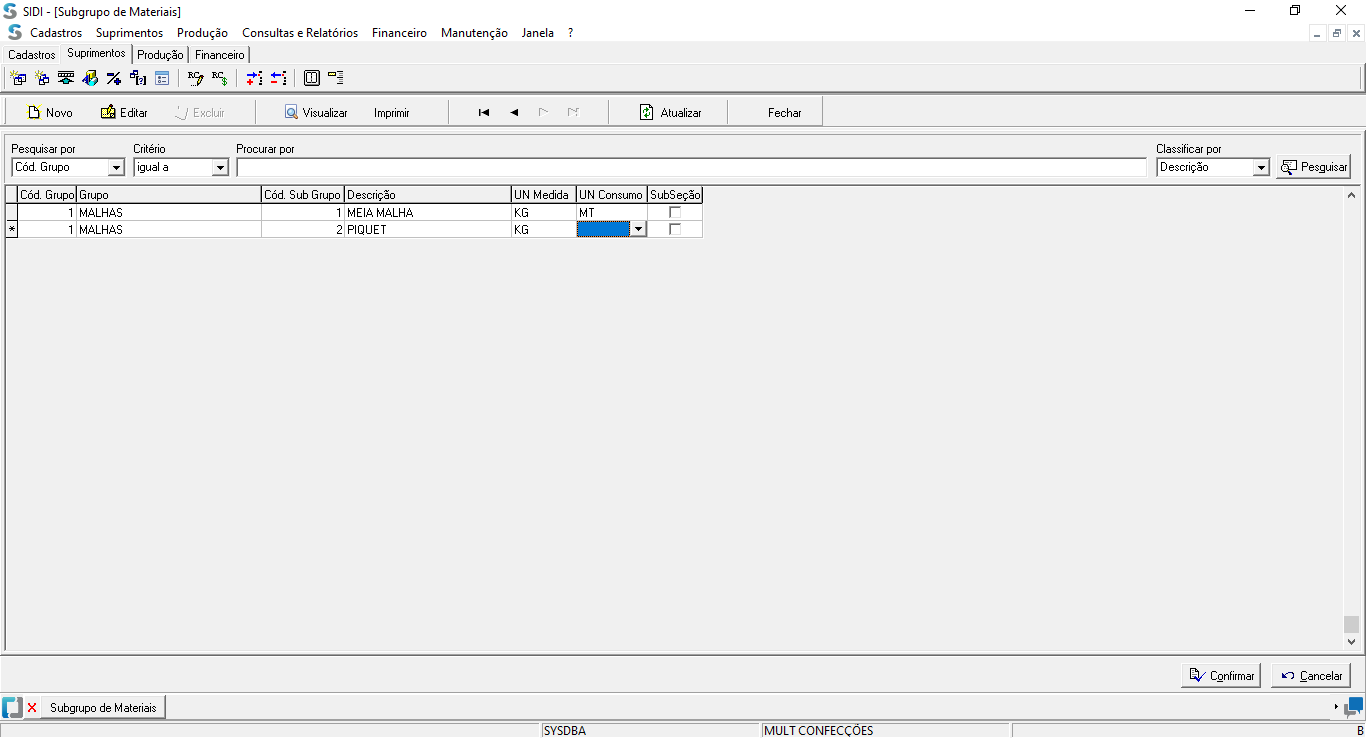 SIDI - [Subgrupo de Materiais]
Cadastros Suprimentos Produção Consultas e Relatórios Financeiro Manutenção Janela ?
Cadastros Suprimentos Produção Financeiro
Novo Editar Excluir Visualizar Imprimir Atualizar Fechar
Pesquisar por Critério Procurar por Classificar por
Cód. Grupo igual a Descrição Pesquisar
Cód. Grupo Grupo Cód. Sub Grupo Descrição UN Medida UN Consumo SubSeção
1 MALHAS 1 MEIA MALHA KG MT
* 1 MALHAS 2 PIQUET KG
Confirmar Cancelar
Subgrupo de Materiais
SYSDBA MULT CONFECÇÕES B